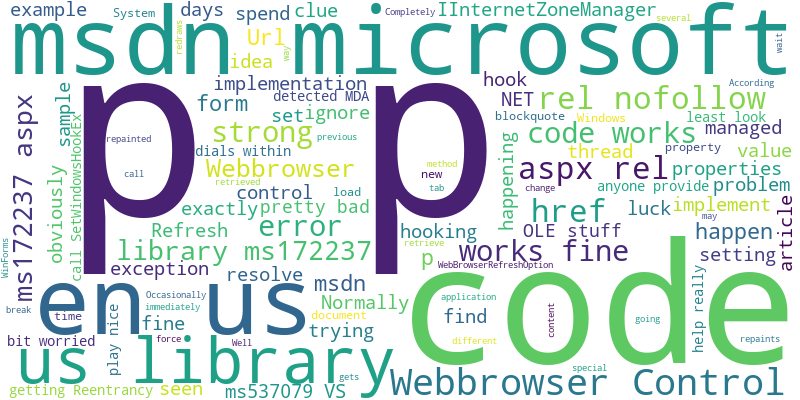 example System days spend clue IInternetZoneManager Completely several
msdn microsoft
redraws idea Url way wait
p p
implementation hook According
detected MDA NET rel nofollow
sample form set ignore blockquote Windows least look
strong code works managed
repainted dials within thread property value
ms172237 aspx
call SetWindowsHookEx
obviously
call Webbrowser previous happening aspx rel properties
retrieved method
control load new tab change anyone provide problem
exactly pretty bad href luck implement
Refresh error hooking OLE stuff happen article
library ms172237 retrieve p works fine setting
WinForms exception resolve msdn WebBrowserRefreshOption
en us code
Occasionally immediately Normally application find content going help really repaints
break time fine trying document different
bit worried play nice force Well
us library gets special
getting Reentrancy seen ms537079 VS Webbrowser Control
may